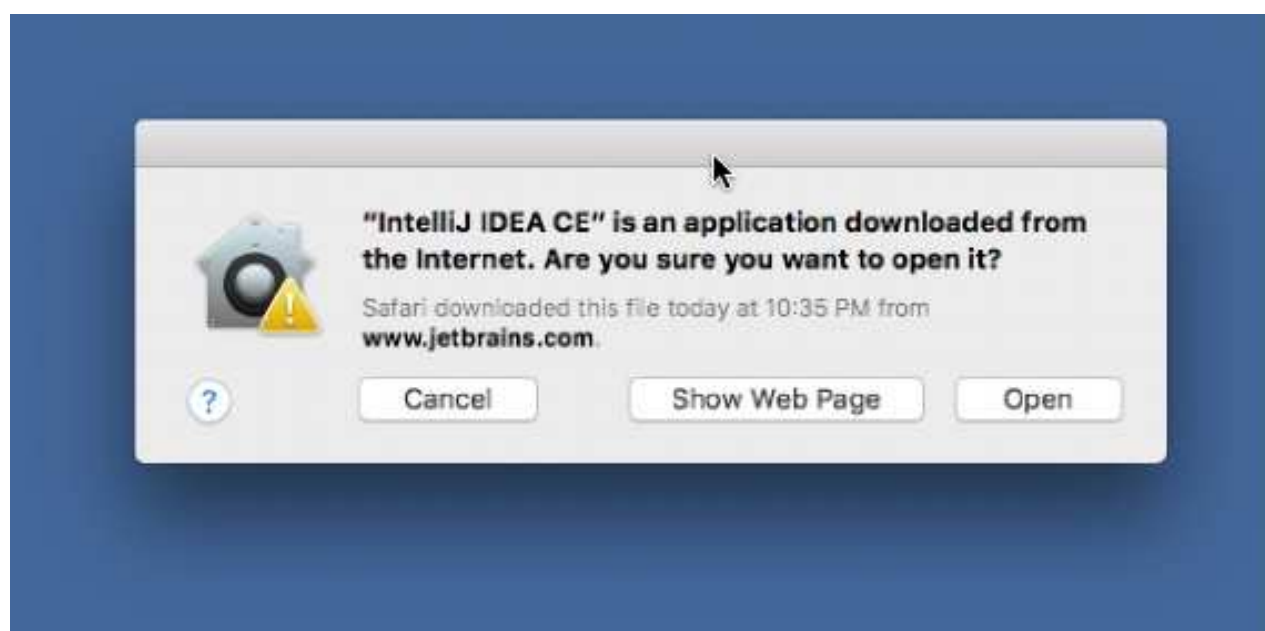 "IntelliJ IDEA CE" is an application downloaded from
the Internet. Are you sure you want to open it?
Safari downloaded this file today at 10:35 PM from
www.jetbrains.com.
?
Cancel
Show Web Page
Open